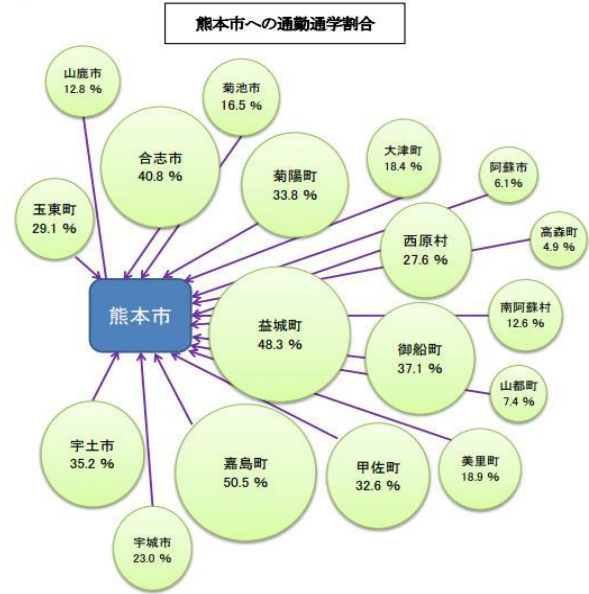 熊本市への通勤通学割合
山鹿市
12.8 %
菊池市
16.5 %
合志市
40.8 %
菊陽町
33.8 %
大津町
18.4 %
阿蘇市
6.1%
玉東町
29.1 %
西原村
27.6 %
高森町
4.9 %
熊本市
益城町
48.3 %
南阿蘇村
12.6 %
御船町
37.1 %
山都町
7.4 %
宇土市
35.2 %
嘉島町
50.5 %
甲佐町
32.6 %
美里町
18.9 %
宇城市
23.0 %